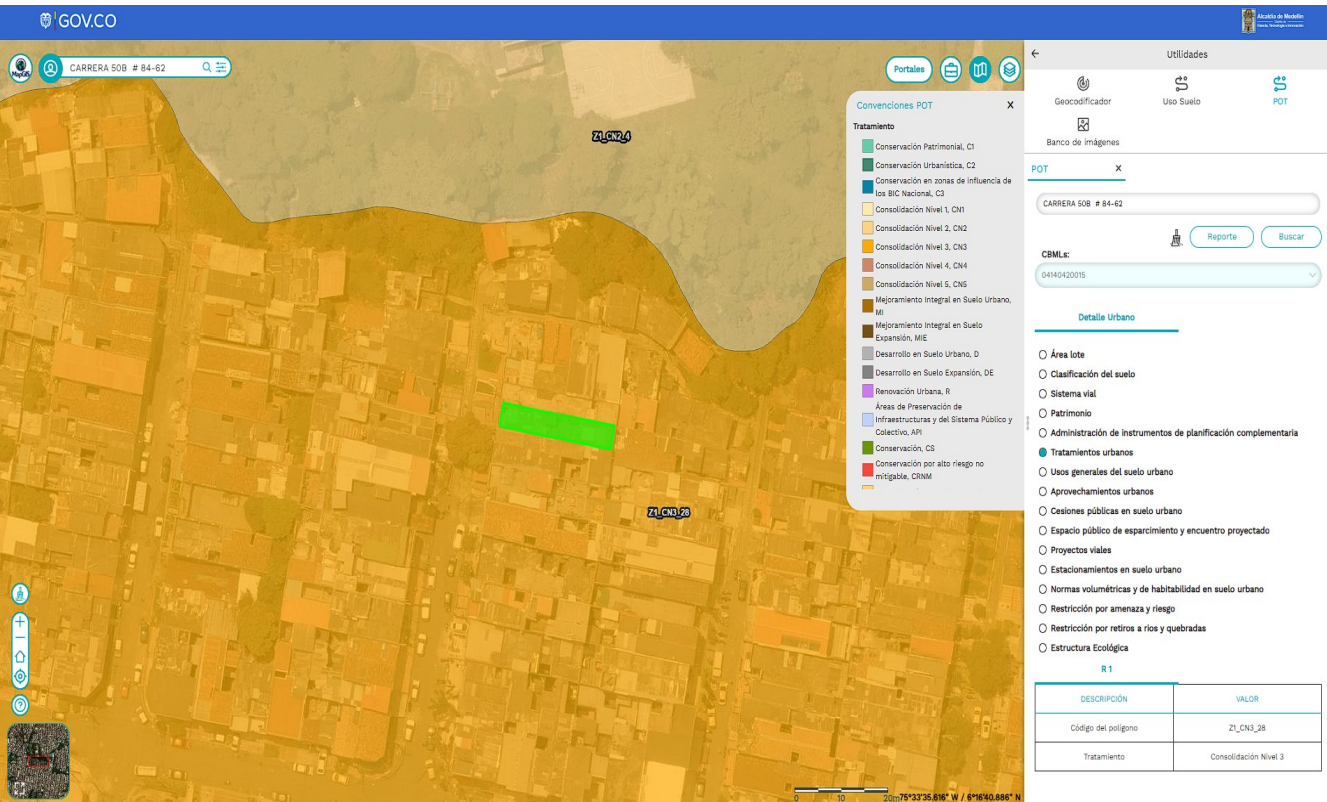 GOV.CO
Alcaldía de Medellín
Ciencia, Tecnología e Innovación
MapGIS
CARRERA 50B # 84-62
Portales
Z1_CN2_4
Z1_CN3_28
Convenciones POT
X
Tratamiento
Conservación Patrimonial, C1
Conservación Urbanística, C2
Conservación en zonas de influencia de
los BIC Nacional, C3
Consolidación Nivel 1, CN1
Consolidación Nivel 2, CN2
Consolidación Nivel 3, CN3
Consolidación Nivel 4, CN4
Consolidación Nivel 5, CN5
Mejoramiento Integral en Suelo Urbano,
MI
Mejoramiento Integral en Suelo
Expansión, MIE
Desarrollo en Suelo Urbano, D
Desarrollo en Suelo Expansión, DE
Renovación Urbana, R
Áreas de Preservación de
Infraestructuras y del Sistema Público y
Colectivo, API
Conservación, CS
Conservación por alto riesgo no
mitigable, CRNM
0 10 20m
75°33'35.616" W / 6°16'40.886" N
Utilidades
Geocodificador
Uso Suelo
POT
Banco de imágenes
POT X
CARRERA 50B # 84-62
Reporte
Buscar
CBMLs:
04140420015
Detalle Urbano
Área lote
Clasificación del suelo
Sistema vial
Patrimonio
Administración de instrumentos de planificación complementaria
Tratamientos urbanos
Usos generales del suelo urbano
Aprovechamientos urbanos
Cesiones públicas en suelo urbano
Espacio público de esparcimiento y encuentro proyectado
Proyectos viales
Estacionamientos en suelo urbano
Normas volumétricas y de habitabilidad en suelo urbano
Restricción por amenaza y riesgo
Restricción por retiros a rios y quebradas
Estructura Ecológica
R 1
DESCRIPCIÓN VALOR
Código del polígono Z1_CN3_28
Tratamiento Consolidación Nivel 3